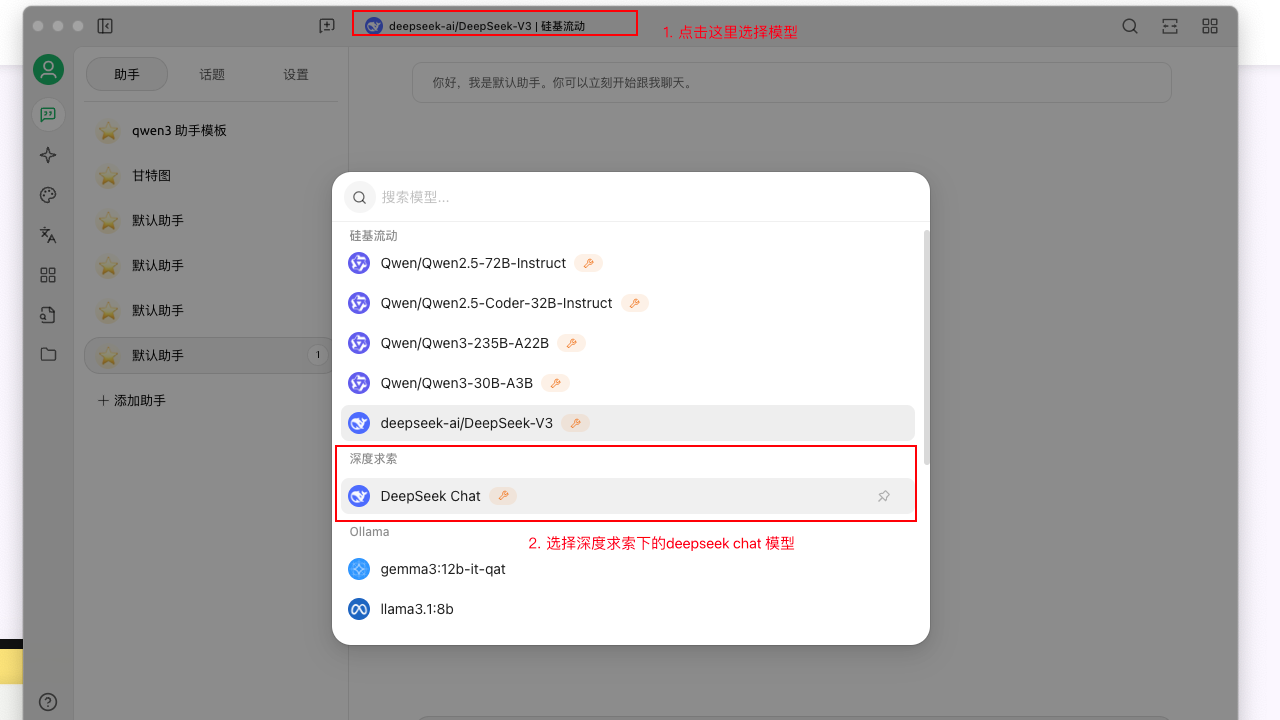 deepseek-ai/DeepSeek-V3 | 硅基流动
1. 点击这里选择模型
助手
话题
设置
你好，我是默认助手。你可以立刻开始跟我聊天。
qwen3 助手模板
甘特图
默认助手
默认助手
默认助手
默认助手
1
添加助手
搜索模型...
硅基流动
Qwen/Qwen2.5-72B-Instruct
Qwen/Qwen2.5-Coder-32B-Instruct
Qwen/Qwen3-235B-A22B
Qwen/Qwen3-30B-A3B
deepseek-ai/DeepSeek-V3
深度求索
DeepSeek Chat
Ollama
2. 选择深度求索下的deepseek chat 模型
gemma3:12b-it-qat
llama3.1:8b